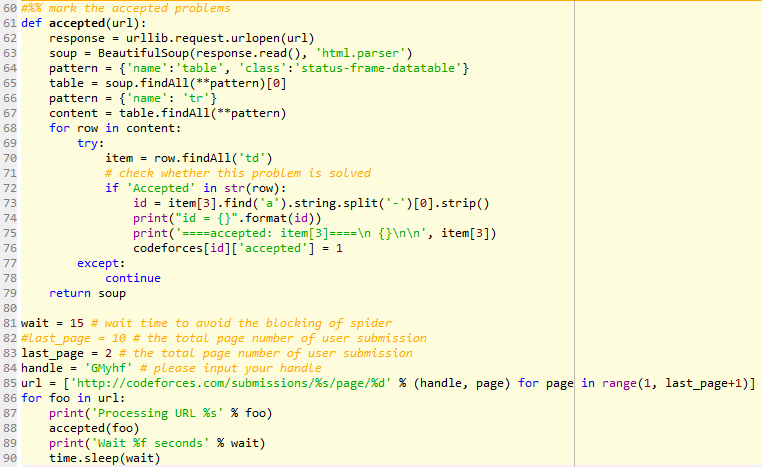 60 #%% mark the accepted problems
61 def accepted(url):
62     response = urllib.request.urlopen(url)
63     soup = BeautifulSoup(response.read(), 'html.parser')
64     pattern = {'name':'table', 'class':'status-frame-datatable'}
65     table = soup.findAll(**pattern)[0]
66     pattern = {'name': 'tr'}
67     content = table.findAll(**pattern)
68     for row in content:
69         try:
70             item = row.findAll('td')
71             # check whether this problem is solved
72             if 'Accepted' in str(row):
73                 id = item[3].find('a').string.split('-')[0].strip()
74                 print("id = {}".format(id))
75                 print('====accepted: item[3]====\n {}\n\n', item[3])
76                 codeforces[id]['accepted'] = 1
77         except:
78             continue
79     return soup
80
81 wait = 15 # wait time to avoid the blocking of spider
82 #last_page = 10 # the total page number of user submission
83 last_page = 2 # the total page number of user submission
84 handle = 'GMyhf' # please input your handle
85 url = ['http://codeforces.com/submissions/%s/page/%d' % (handle, page) for page in range(1, last_page+1)]
86 for foo in url:
87     print('Processing URL %s' % foo)
88     accepted(foo)
89     print('Wait %f seconds' % wait)
90     time.sleep(wait)